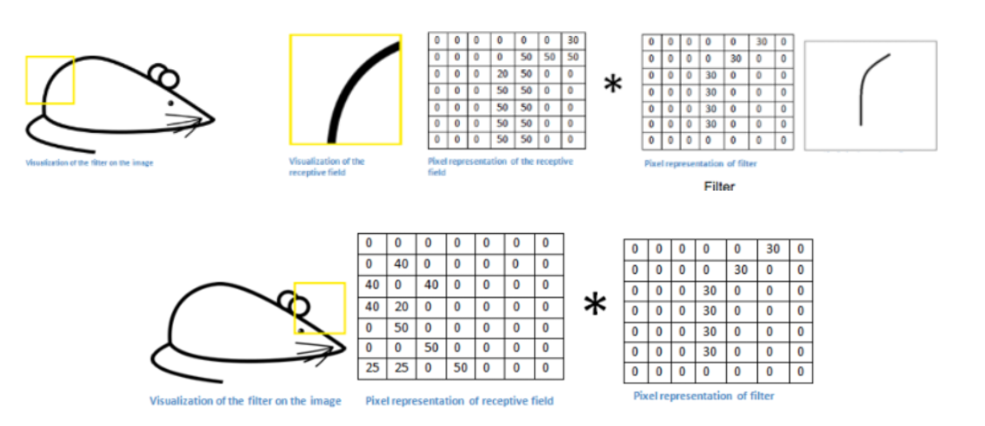 0 0 0 0 0 0 30
0 0 0 0 50 50 50
0 0 0 20 50 0 0
0 0 0 50 50 0 0
0 0 0 50 50 0 0
0 0 0 50 50 0 0
0 0 0 50 50 0 0
*
0 0 0 0 0 30 0
0 0 0 0 30 0 0
0 0 0 30 0 0 0
0 0 0 30 0 0 0
0 0 0 30 0 0 0
0 0 0 30 0 0 0
0 0 0 0 0 0 0
Visualization of the filter on the image
Visualization of the
receptive field
Pixel representation of the receptive
field
Pixel representation of filter
Filter
0 0 0 0 0 0 0
0 40 0 0 0 0 0
40 0 40 0 0 0 0
40 20 0 0 0 0 0
0 50 0 0 0 0 0
0 0 50 0 0 0 0
25 25 0 50 0 0 0
*
0 0 0 0 0 30 0
0 0 0 0 30 0 0
0 0 0 30 0 0 0
0 0 0 30 0 0 0
0 0 0 30 0 0 0
0 0 0 30 0 0 0
0 0 0 0 0 0 0
Visualization of the filter on the image
Pixel representation of receptive field
Pixel representation of filter